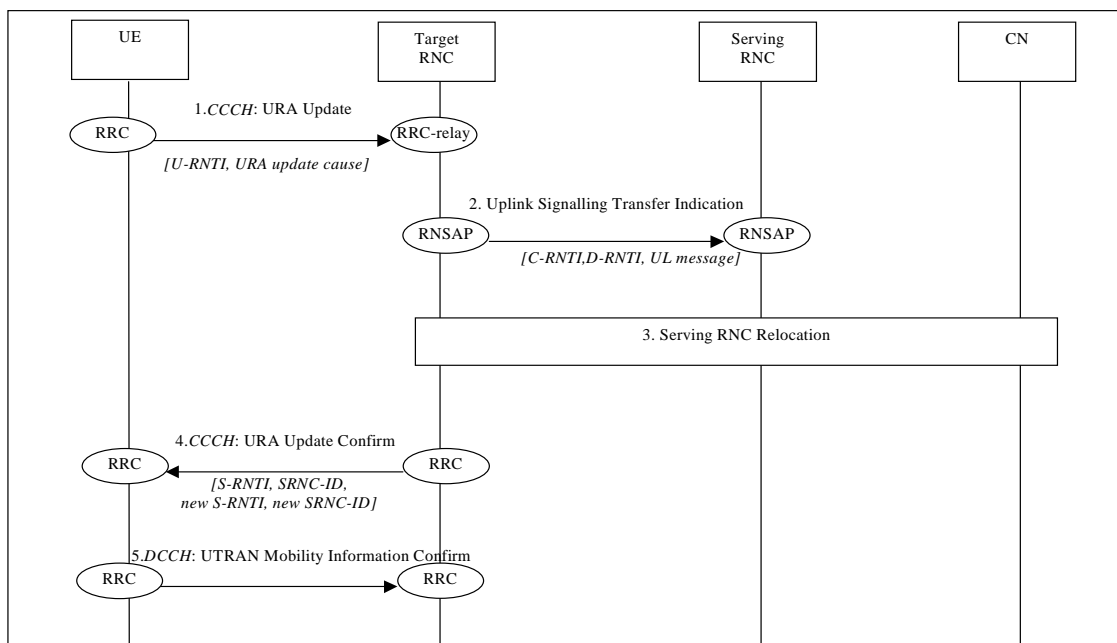 UE
Target
RNC
Serving
RNC
CN
1.CCCH: URA Update
RRC
RRC-relay
[U-RNTI, URA update cause]
2. Uplink Signalling Transfer Indication
RNSAP
RNSAP
[C-RNTI,D-RNTI, UL message]
3. Serving RNC Relocation
4.CCCH: URA Update Confirm
RRC
RRC
[S-RNTI, SRNC-ID,
new S-RNTI, new SRNC-ID]
5.DCCH: UTRAN Mobility Information Confirm
RRC
RRC